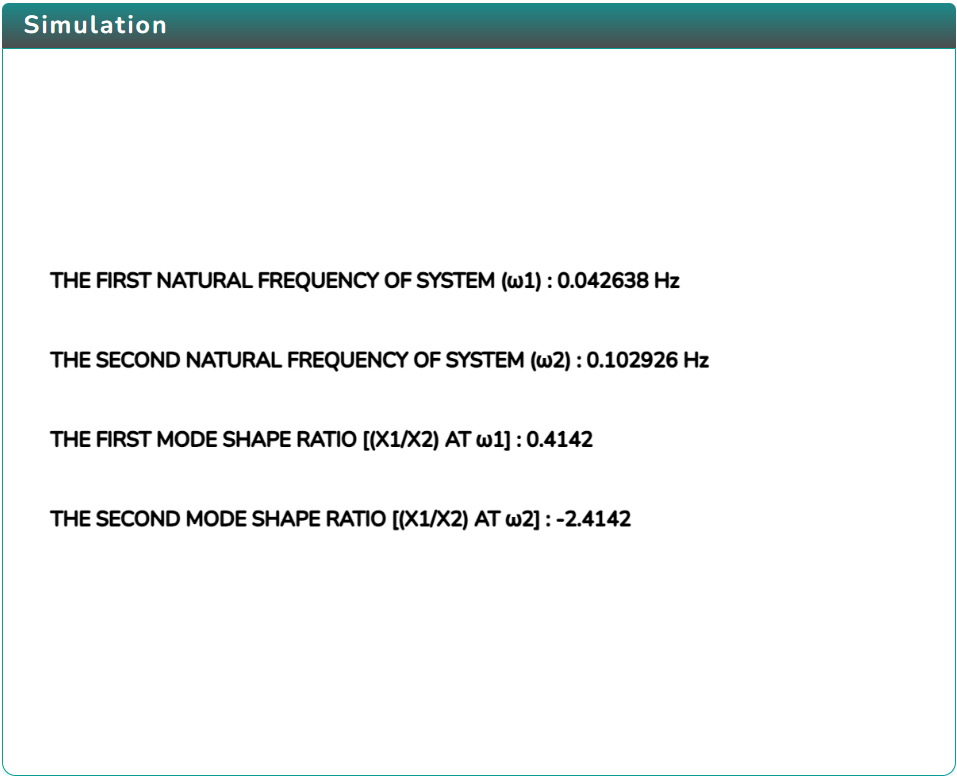 Simulation
THE FIRST NATURAL FREQUENCY OF SYSTEM (ω1) : 0.042638 Hz
THE SECOND NATURAL FREQUENCY OF SYSTEM (ω2) : 0.102926 Hz
THE FIRST MODE SHAPE RATIO [(X1/X2) AT ω1] : 0.4142
THE SECOND MODE SHAPE RATIO [(X1/X2) AT ω2] : -2.4142